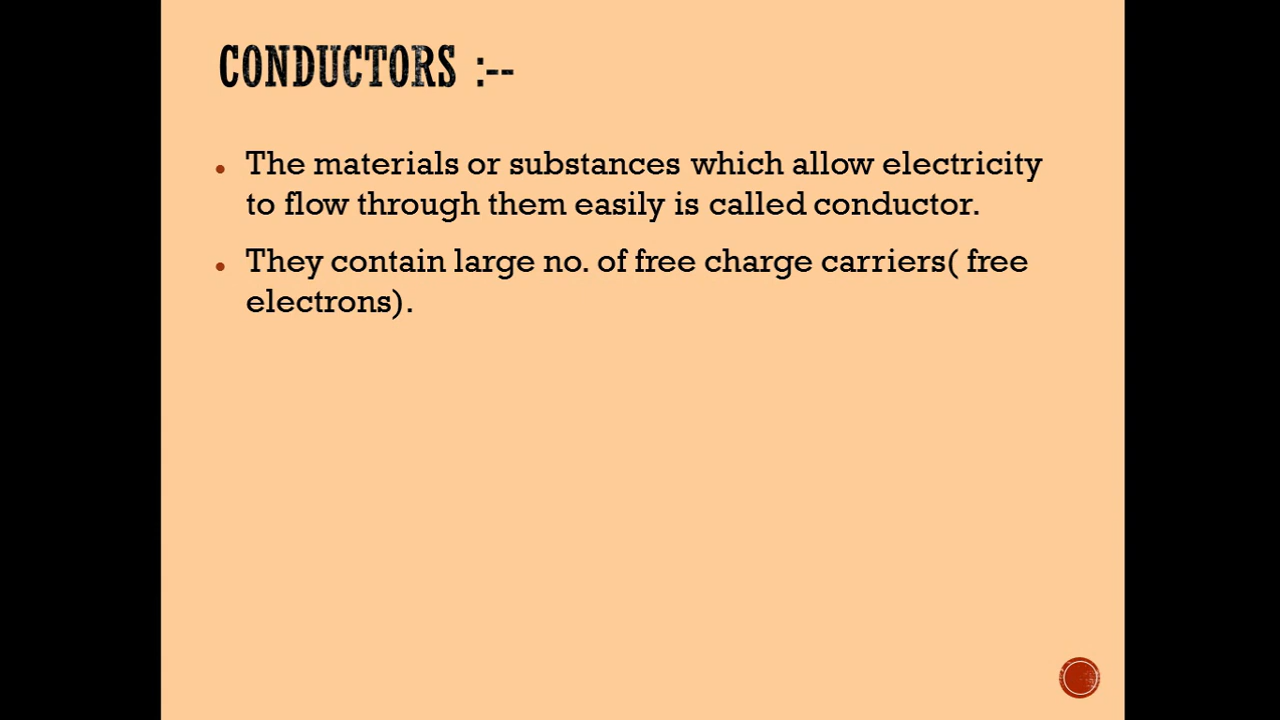 CONDUCTORS :--
The materials or substances which allow electricity
to flow through them easily is called conductor.
They contain large no. of free charge carriers( free
electrons).